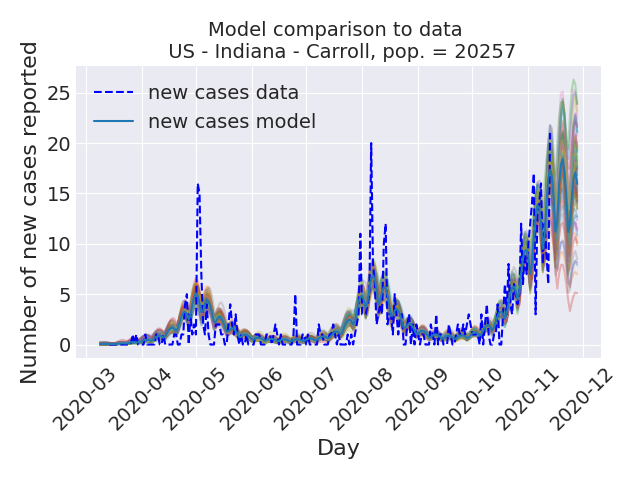 Model comparison to data
US - Indiana - Carroll, pop. = 20257
Number of new cases reported
25
20
15
10
5
0
new cases data
new cases model
2020-03
2020-04
2020-05
2020-06
2020-07
2020-08
2020-09
2020-10
2020-11
2020-12
Day